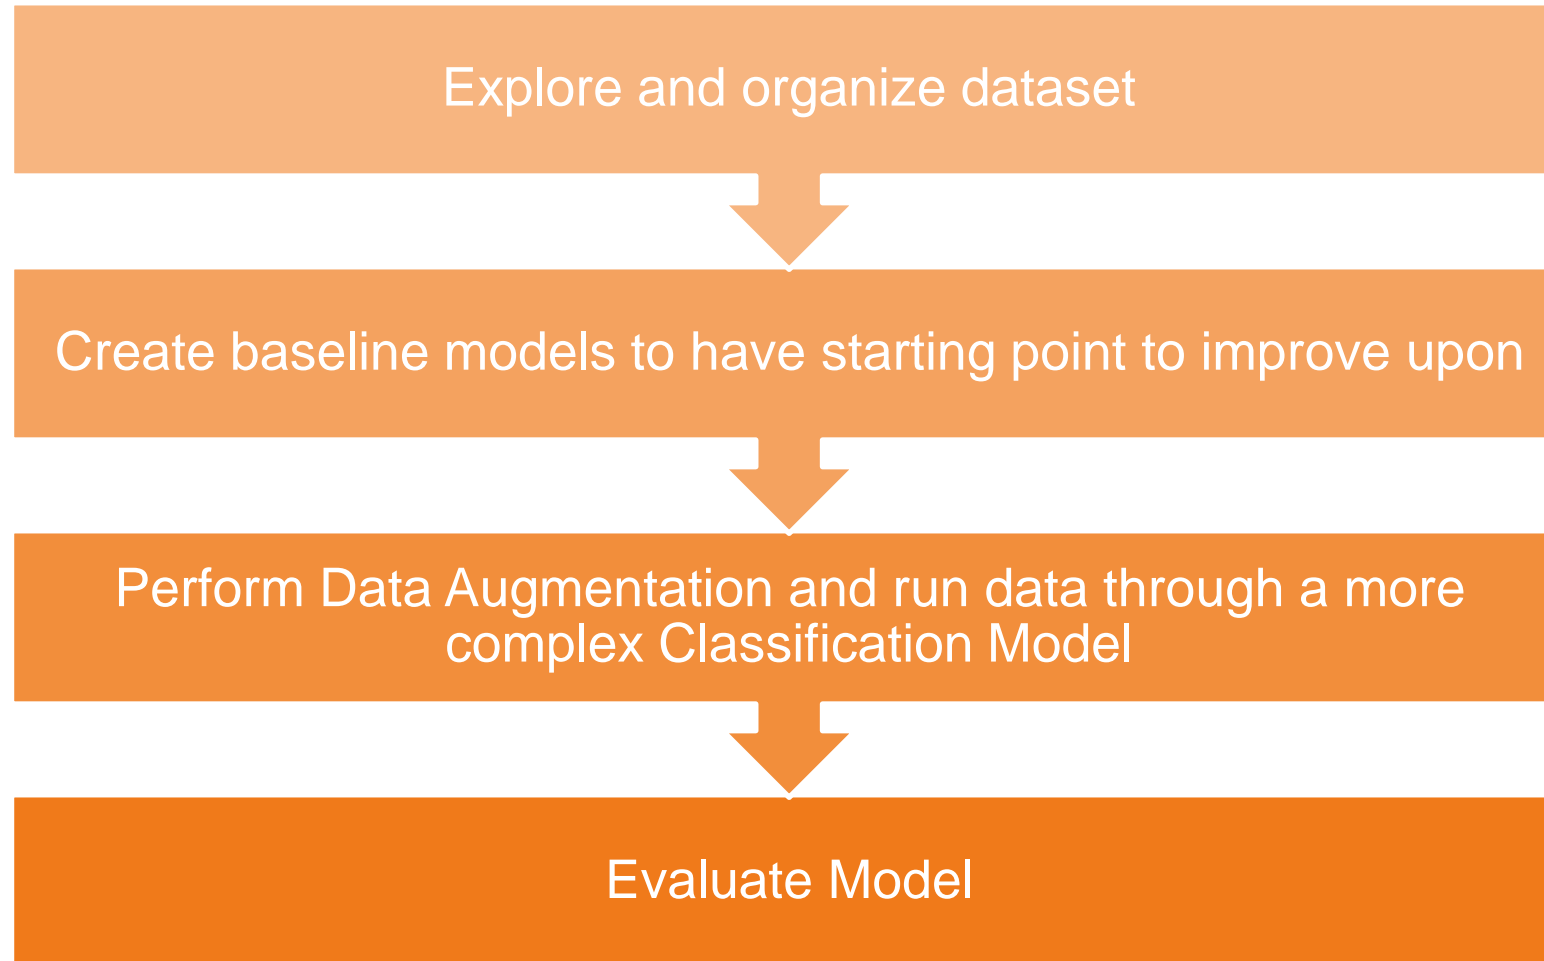 Explore and organize dataset
Create baseline models to have starting point to improve upon
Perform Data Augmentation and run data through a more
complex Classification Model
Evaluate Model